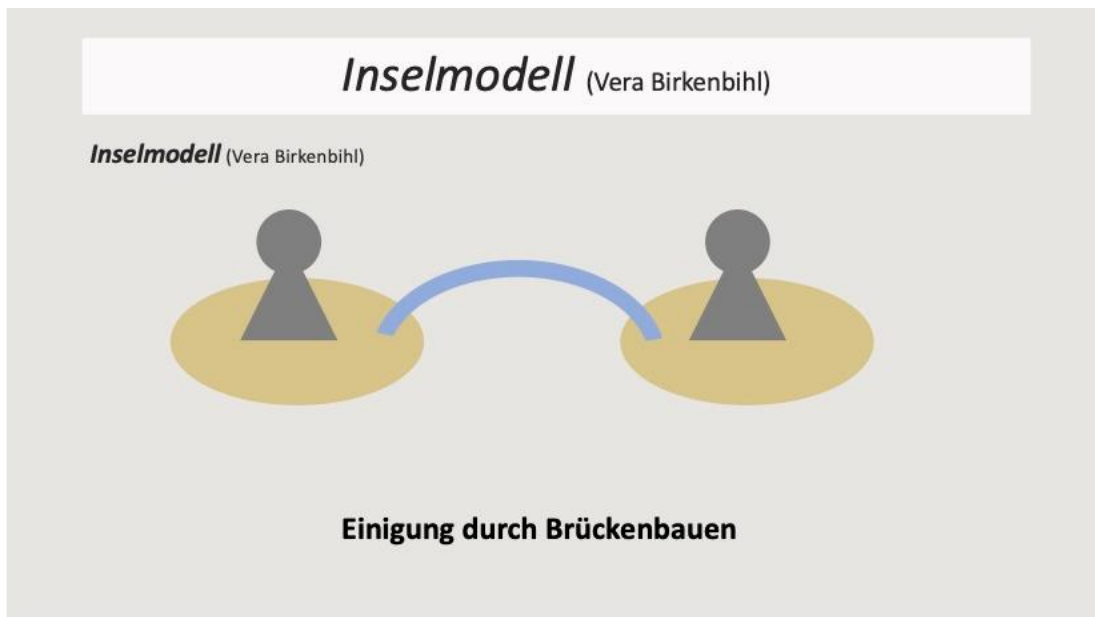 Inselmodell (Vera Birkenbihl)
Inselmodell (Vera Birkenbihl)
Einigung durch Brückenbauen